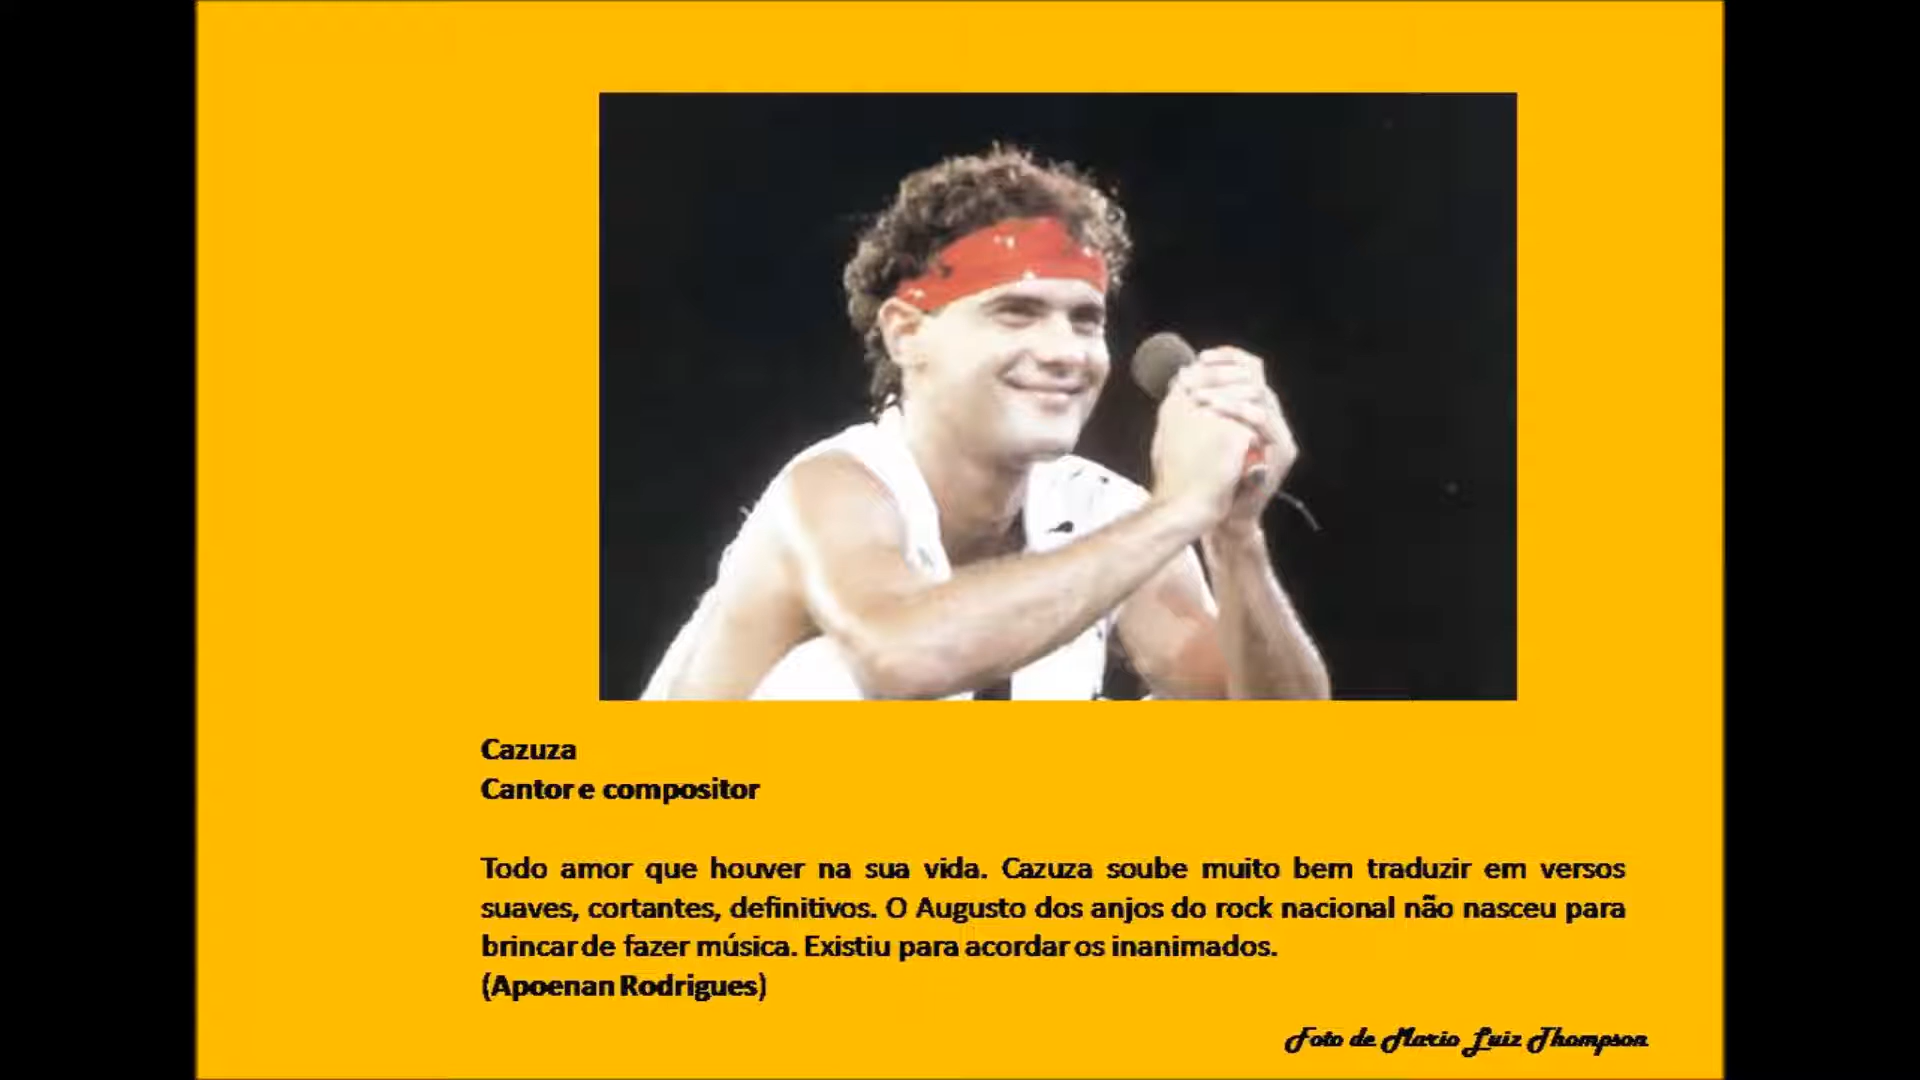 Cazuza
Cantor e compositor
Todo amor que houver na sua vida. Cazuza soube muito bem traduzir em versos
suaves, cortantes, definitivos. O Augusto dos anjos do rock nacional não nasceu para
brincar de fazer música. Existiu para acordar os inanimados.
(Apoenan Rodrigues)
Foto de Mario Luiz Thompson